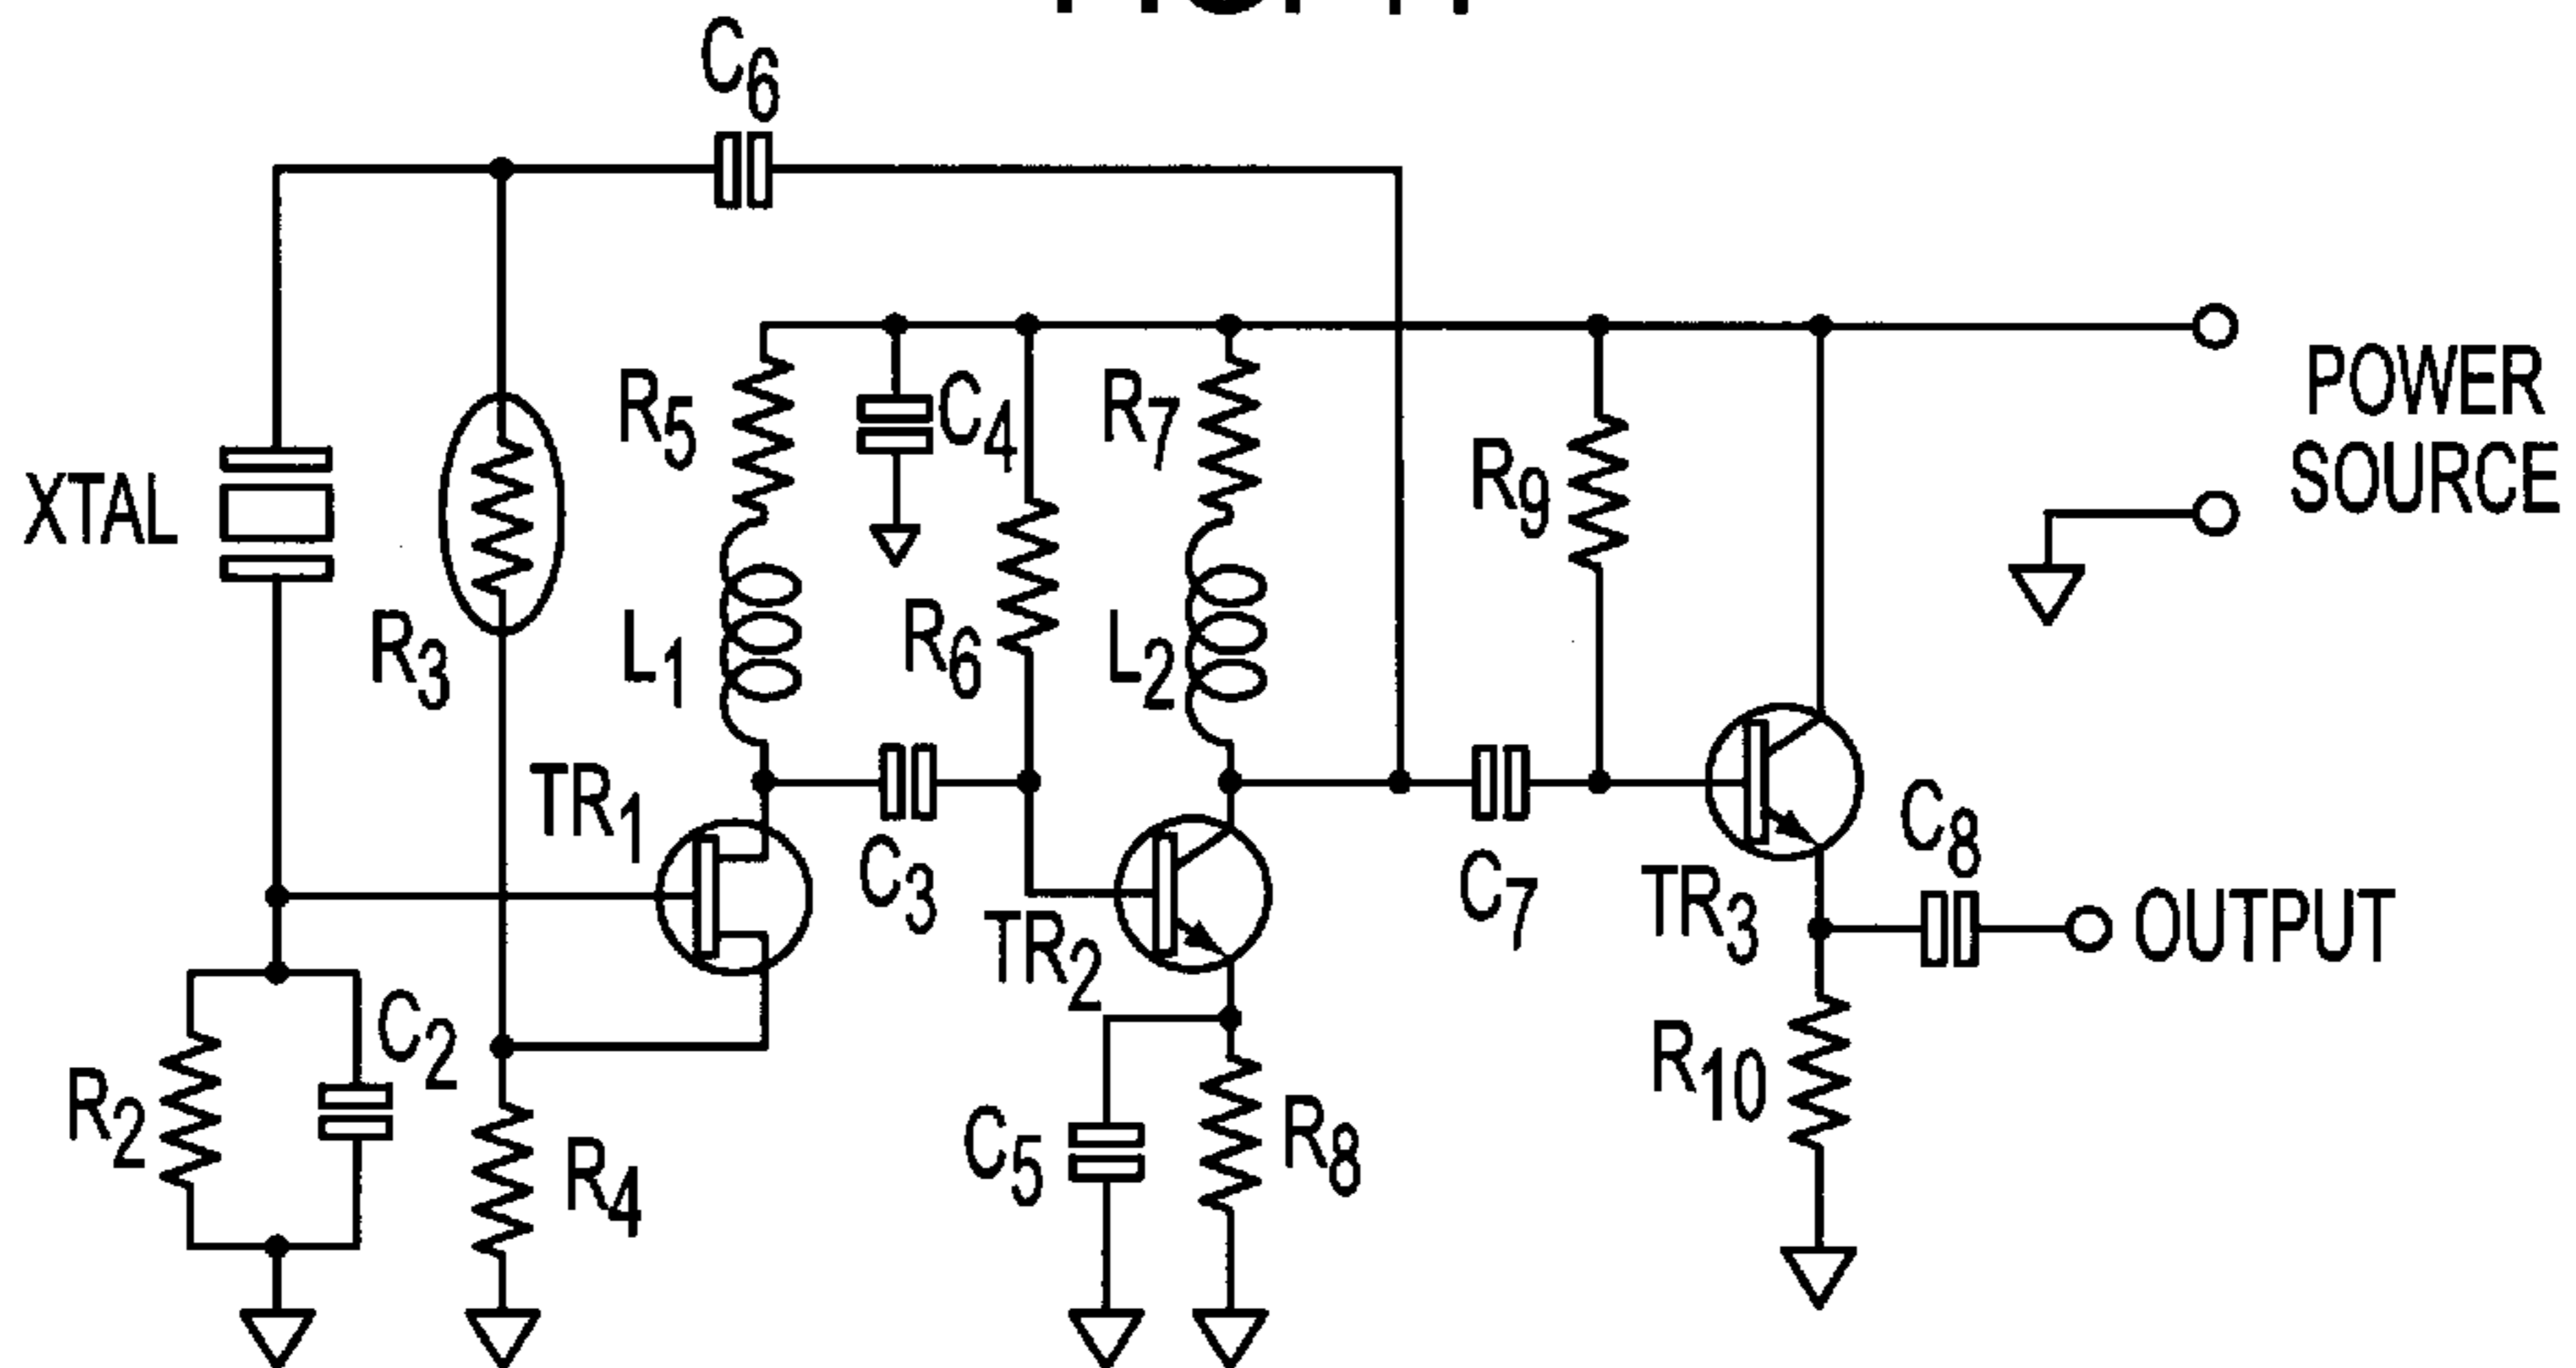 C6
R5
C4
R7
POWER
SOURCE
R9
XTAL
R3
L1
R6
L2
TR1
C3
C8
C7
TR3
OUTPUT
TR2
C2
R2
R10
C5
R8
R4